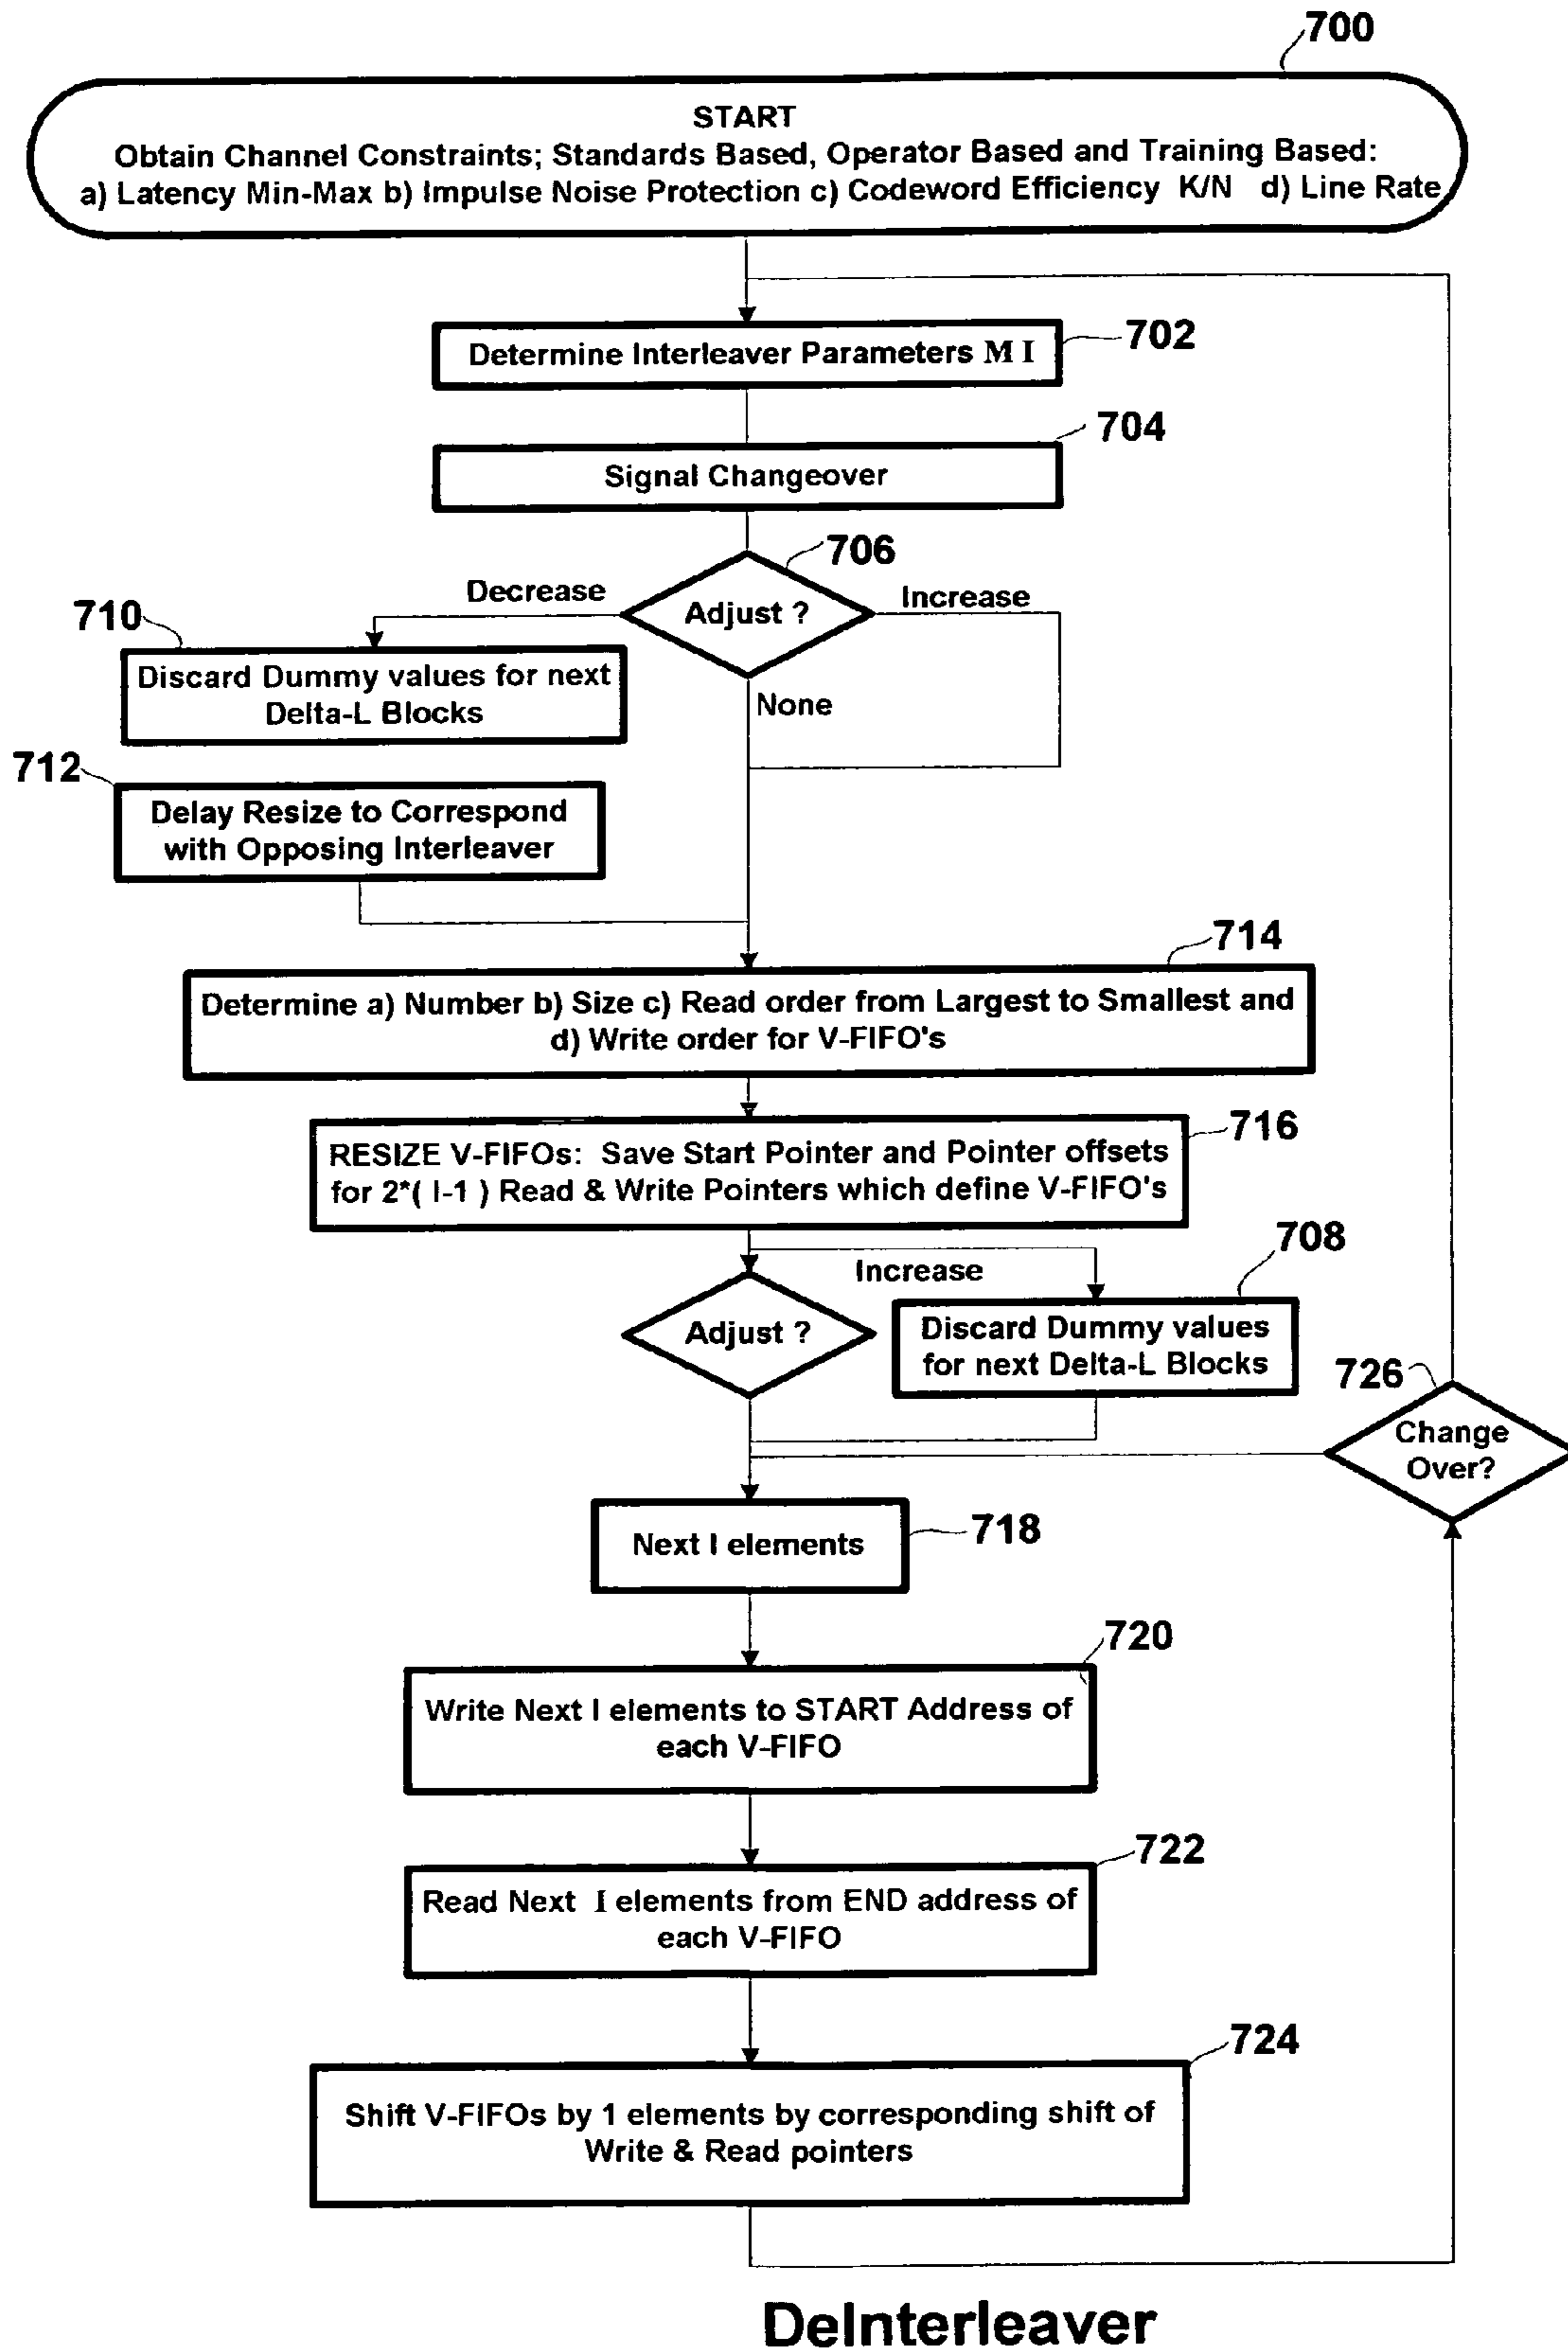 700
START
Obtain Channel Constraints; Standards Based, Operator Based and Training Based:
a) Latency Min-Max b) Impulse Noise Protection c) Codeword Efficiency K/N d) Line Rate
Determine Interleaver Parameters M I
702
704
Signal Changeover
706
Decrease
Adjust ?
Increase
710
Discard Dummy values for next
Delta-L Blocks
None
712
Delay Resize to Correspond
with Opposing Interleaver
714
Determine a) Number b) Size c) Read order from Largest to Smallest and
d) Write order for V-FIFO's
716
RESIZE V-FIFOs: Save Start Pointer and Pointer offsets
for 2*( I-1 ) Read & Write Pointers which define V-FIFO's
708
Increase
Adjust ?
Discard Dummy values
for next Delta-L Blocks
726
Change
Over?
Next I elements
718
720
Write Next I elements to START Address of
each V-FIFO
722
Read Next I elements from END address of
each V-FIFO
724
Shift V-FIFOs by 1 elements by corresponding shift of
Write & Read pointers
DeInterleaver